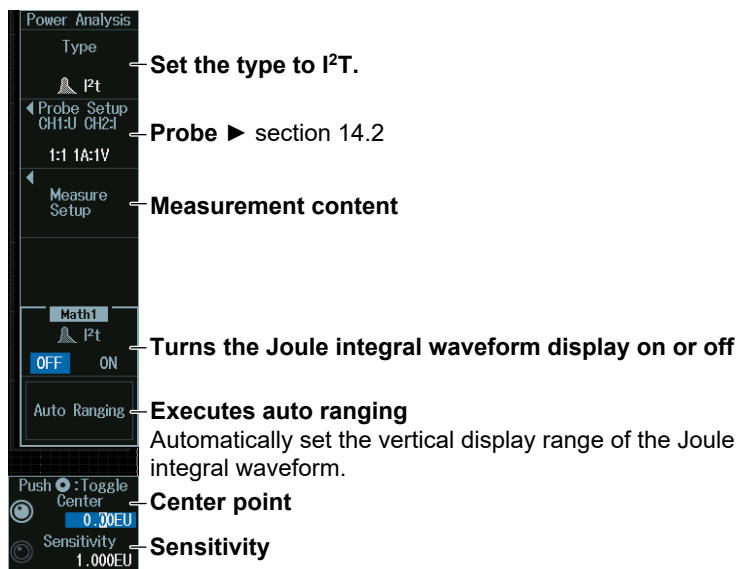 Power Analysis
Type
I²t
Set the type to I²T.
Probe Setup
CH1:U CH2:I
1:1 1A:1V
Probe ► section 14.2
Measure
Setup
Measurement content
Math1
I²t
OFF ON
Turns the Joule integral waveform display on or off
Auto Ranging
Executes auto ranging
Automatically set the vertical display range of the Joule
integral waveform.
Push :Toggle
Center
0.00EU
Center point
Sensitivity
1.000EU
Sensitivity